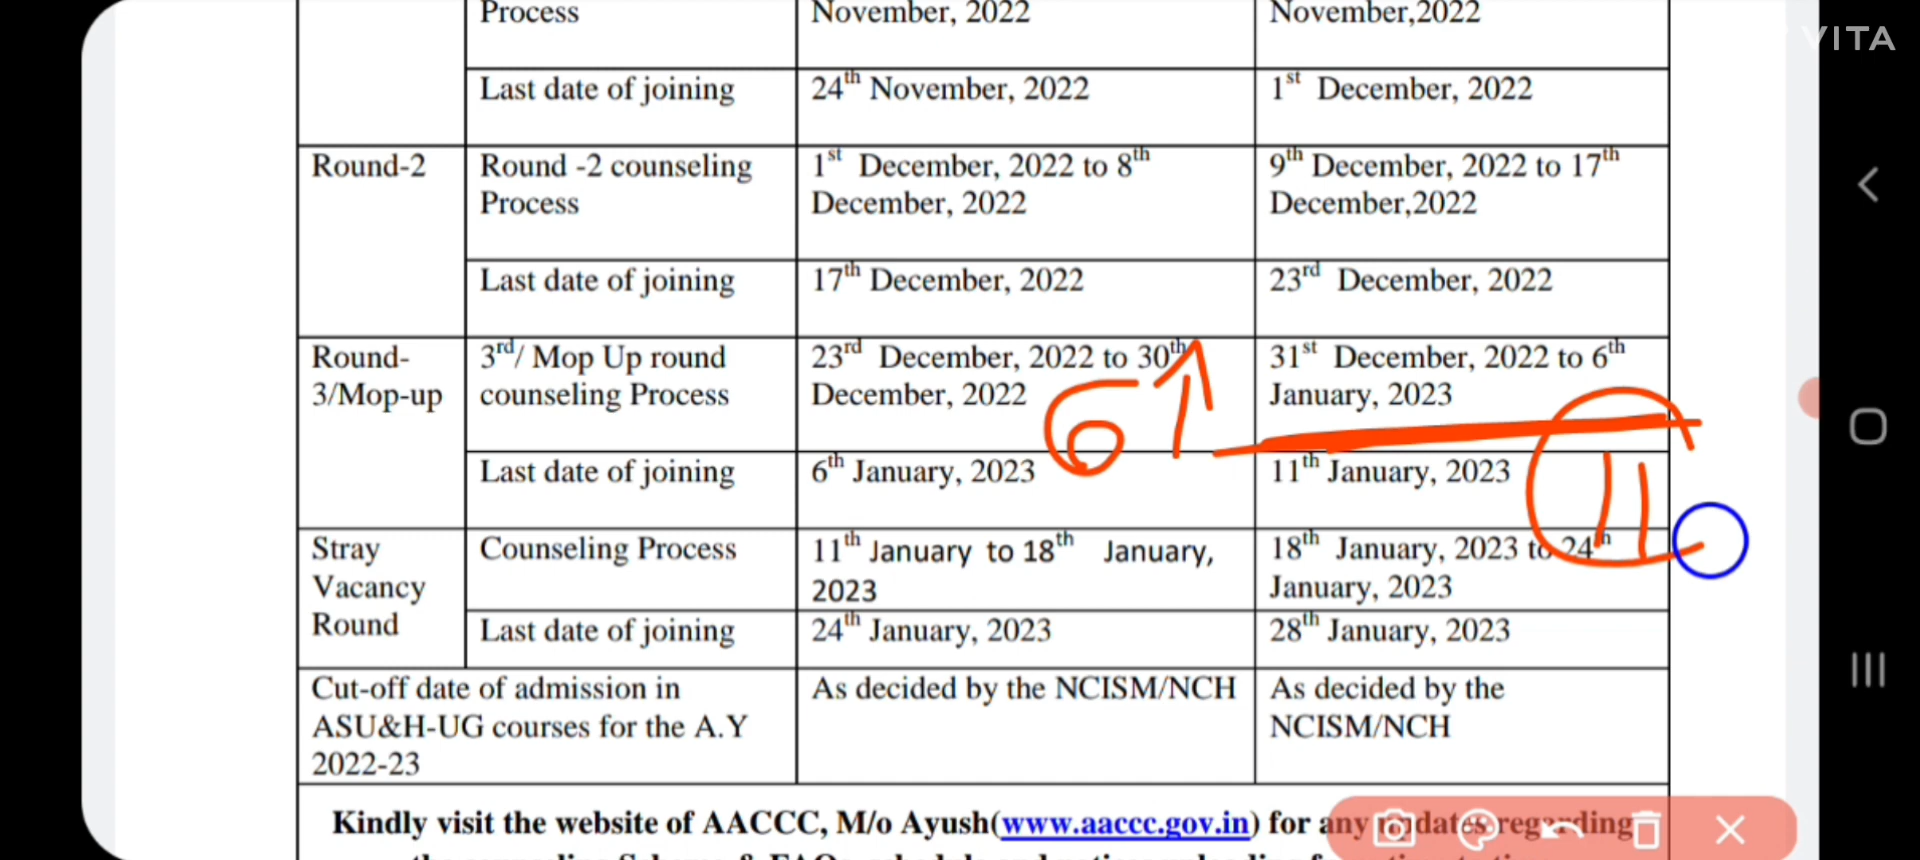 VITA
Process
November, 2022
November,2022
Last date of joining
24th November, 2022
1st December, 2022
Round-2
Round -2 counseling
Process
1st December, 2022 to 8th
December, 2022
9th December, 2022 to 17th
December,2022
Last date of joining
17th December, 2022
23rd December, 2022
Round-
3/Mop-up
3rd/ Mop Up round
counseling Process
23rd December, 2022 to 30th
December, 2022
31st December, 2022 to 6th
January, 2023
6
Last date of joining
6th January, 2023
11th January, 2023
11
Stray
Vacancy
Round
Counseling Process
11th January to 18th January,
2023
18th January, 2023 to 24th
January, 2023
Last date of joining
24th January, 2023
28th January, 2023
Cut-off date of admission in
ASU&H-UG courses for the A.Y
2022-23
As decided by the NCISM/NCH
As decided by the
NCISM/NCH
Kindly visit the website of AACCC, M/o Ayush(www.aaccc.gov.in) for any updates regarding